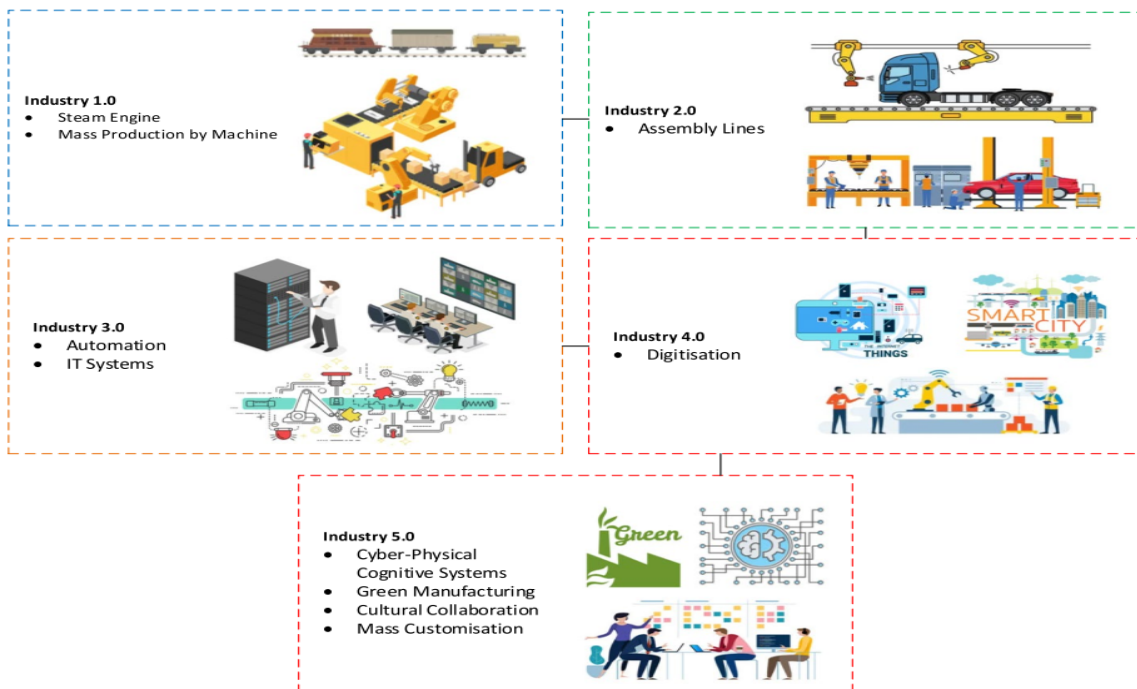 Industry 1.0
• Steam Engine
• Mass Production by Machine
Industry 2.0
• Assembly Lines
Industry 3.0
• Automation
• IT Systems
Industry 4.0
• Digitisation
THE INTERNET
THINGS
SMART
CITY
Industry 5.0
• Cyber-Physical
Cognitive Systems
• Green Manufacturing
• Cultural Collaboration
• Mass Customisation
Green